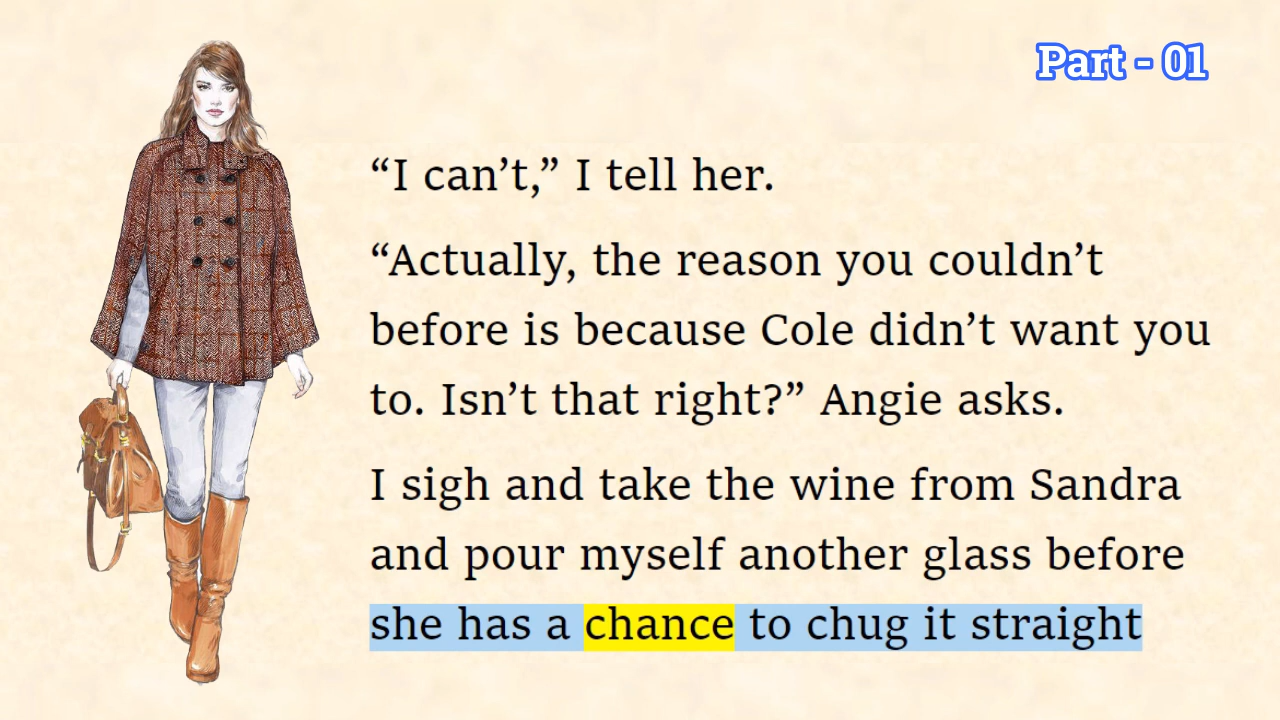 Part - 01
“I can’t,” I tell her.
“Actually, the reason you couldn’t
before is because Cole didn’t want you
to. Isn’t that right?” Angie asks.
I sigh and take the wine from Sandra
and pour myself another glass before
she has a chance to chug it straight